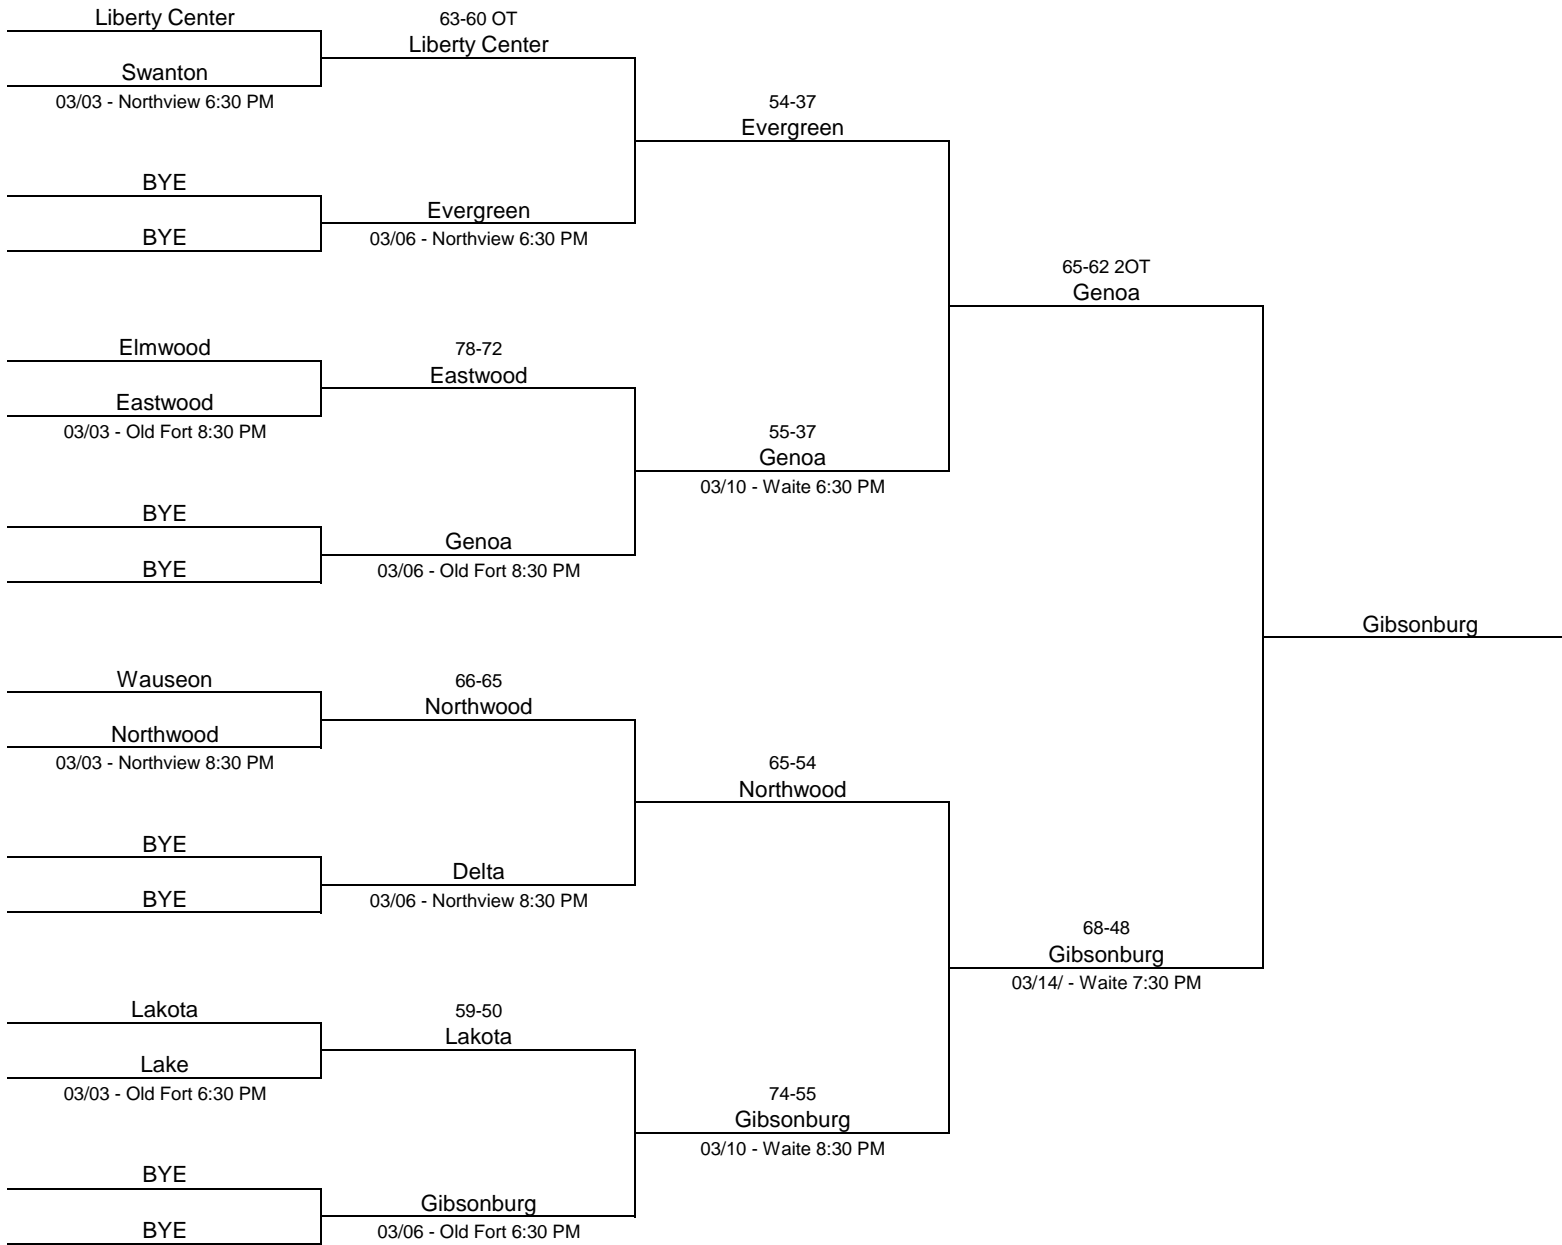 Liberty Center
Swanton
03/03 - Northview 6:30 PM
BYE
BYE
Elmwood
Eastwood
03/03 - Old Fort 8:30 PM
BYE
BYE
Wauseon
Northwood
03/03 - Northview 8:30 PM
BYE
BYE
Lakota
Lake
03/03 - Old Fort 6:30 PM
BYE
BYE
63-60 OT
Liberty Center
Evergreen
03/06 - Northview 6:30 PM
78-72
Eastwood
Genoa
03/06 - Old Fort 8:30 PM
66-65
Northwood
Delta
03/06 - Northview 8:30 PM
59-50
Lakota
Gibsonburg
03/06 - Old Fort 6:30 PM
54-37
Evergreen
55-37
Genoa
03/10 - Waite 6:30 PM
65-54
Northwood
74-55
Gibsonburg
03/10 - Waite 8:30 PM
65-62 2OT
Genoa
68-48
Gibsonburg
03/14/ - Waite 7:30 PM
Gibsonburg